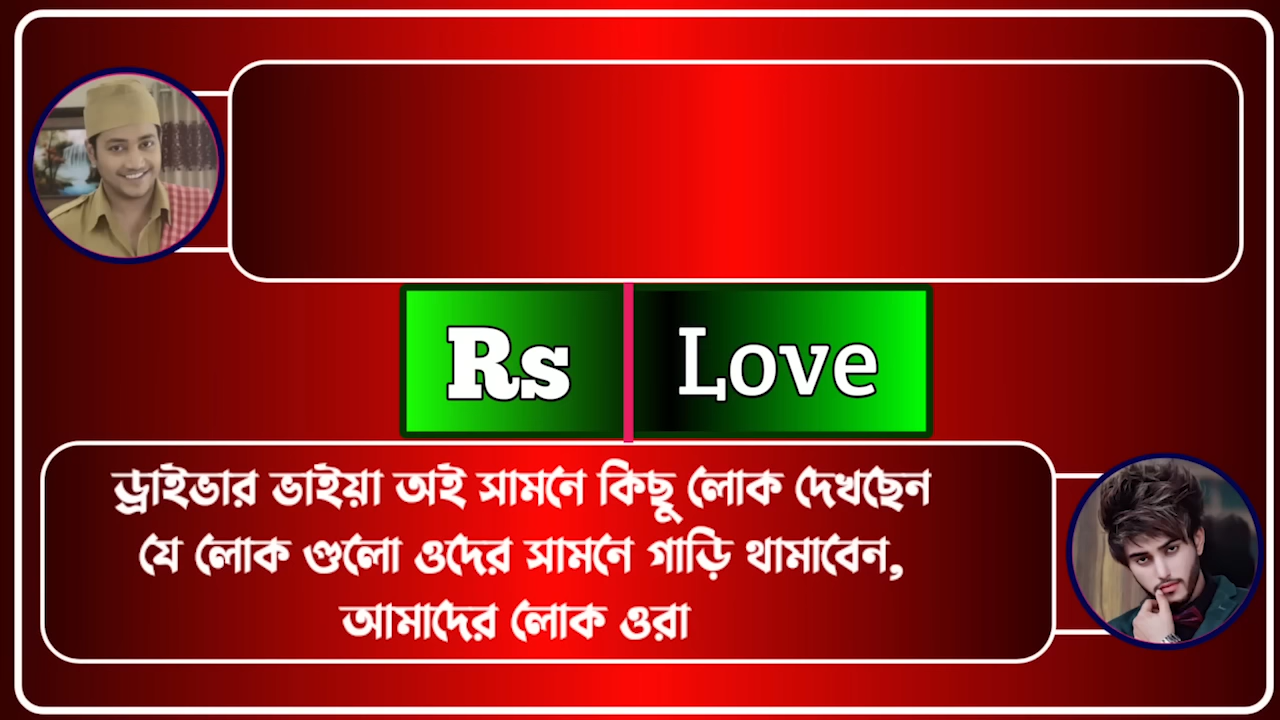 Rs Love
ড্রাইভার ভাইয়া অই সামনে কিছু লোক দেখছেন
যে লোক গুলো ওদের সামনে গাড়ি থামাবেন,
আমাদের লোক ওরা